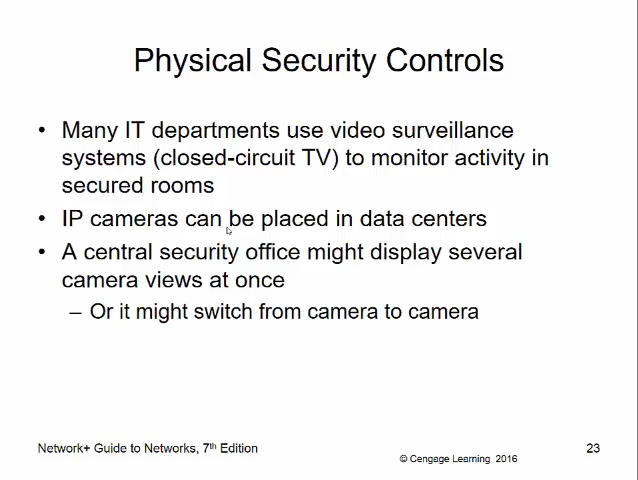 Physical Security Controls
• Many IT departments use video surveillance
systems (closed-circuit TV) to monitor activity in
secured rooms
• IP cameras can be placed in data centers
• A central security office might display several
camera views at once
– Or it might switch from camera to camera
Network+ Guide to Networks, 7th Edition
© Cengage Learning 2016
23